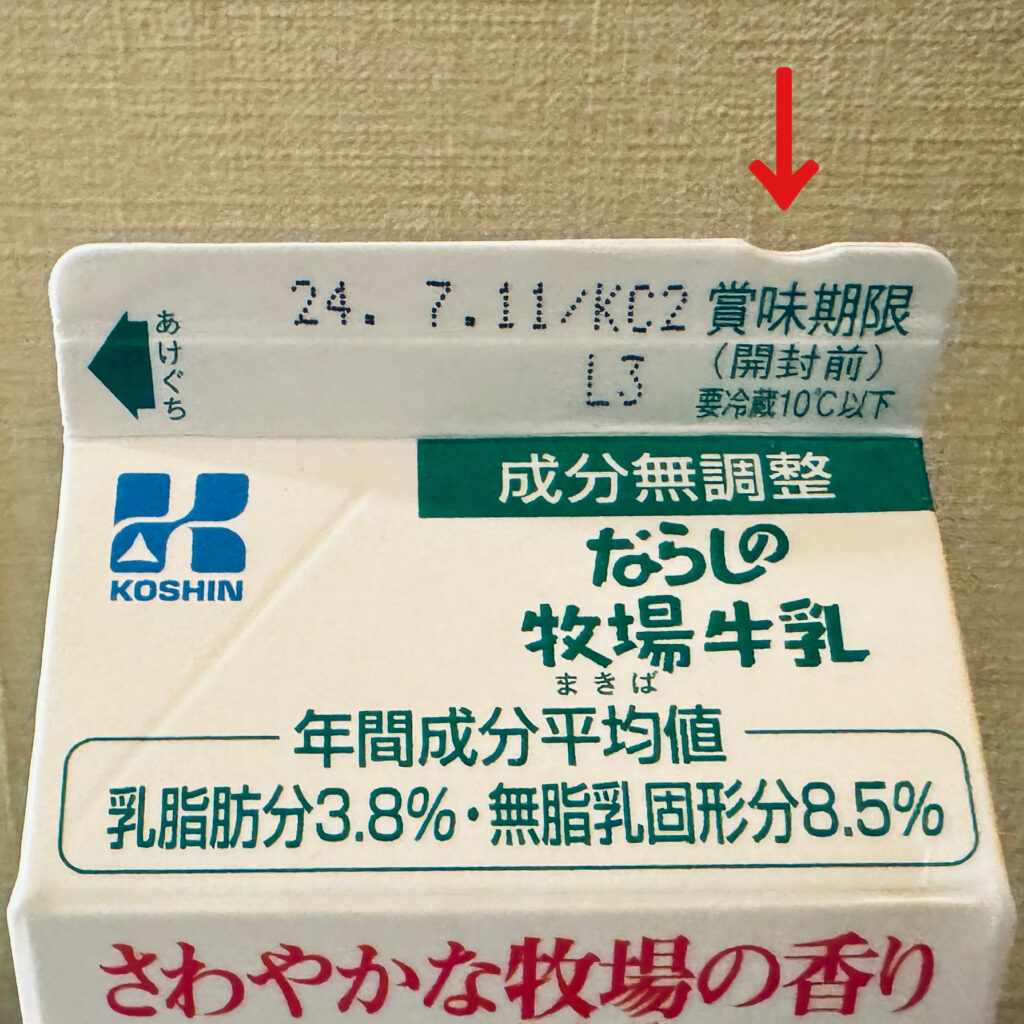 24. 7.11/KC2 賞味期限
L3 (開封前)
要冷蔵10℃以下
あけぐち
成分無調整
KOSHIN
ならしの
牧場牛乳
まきば
年間成分平均値
乳脂肪分3.8%・無脂乳固形分8.5%
さわやかな牧場の香り